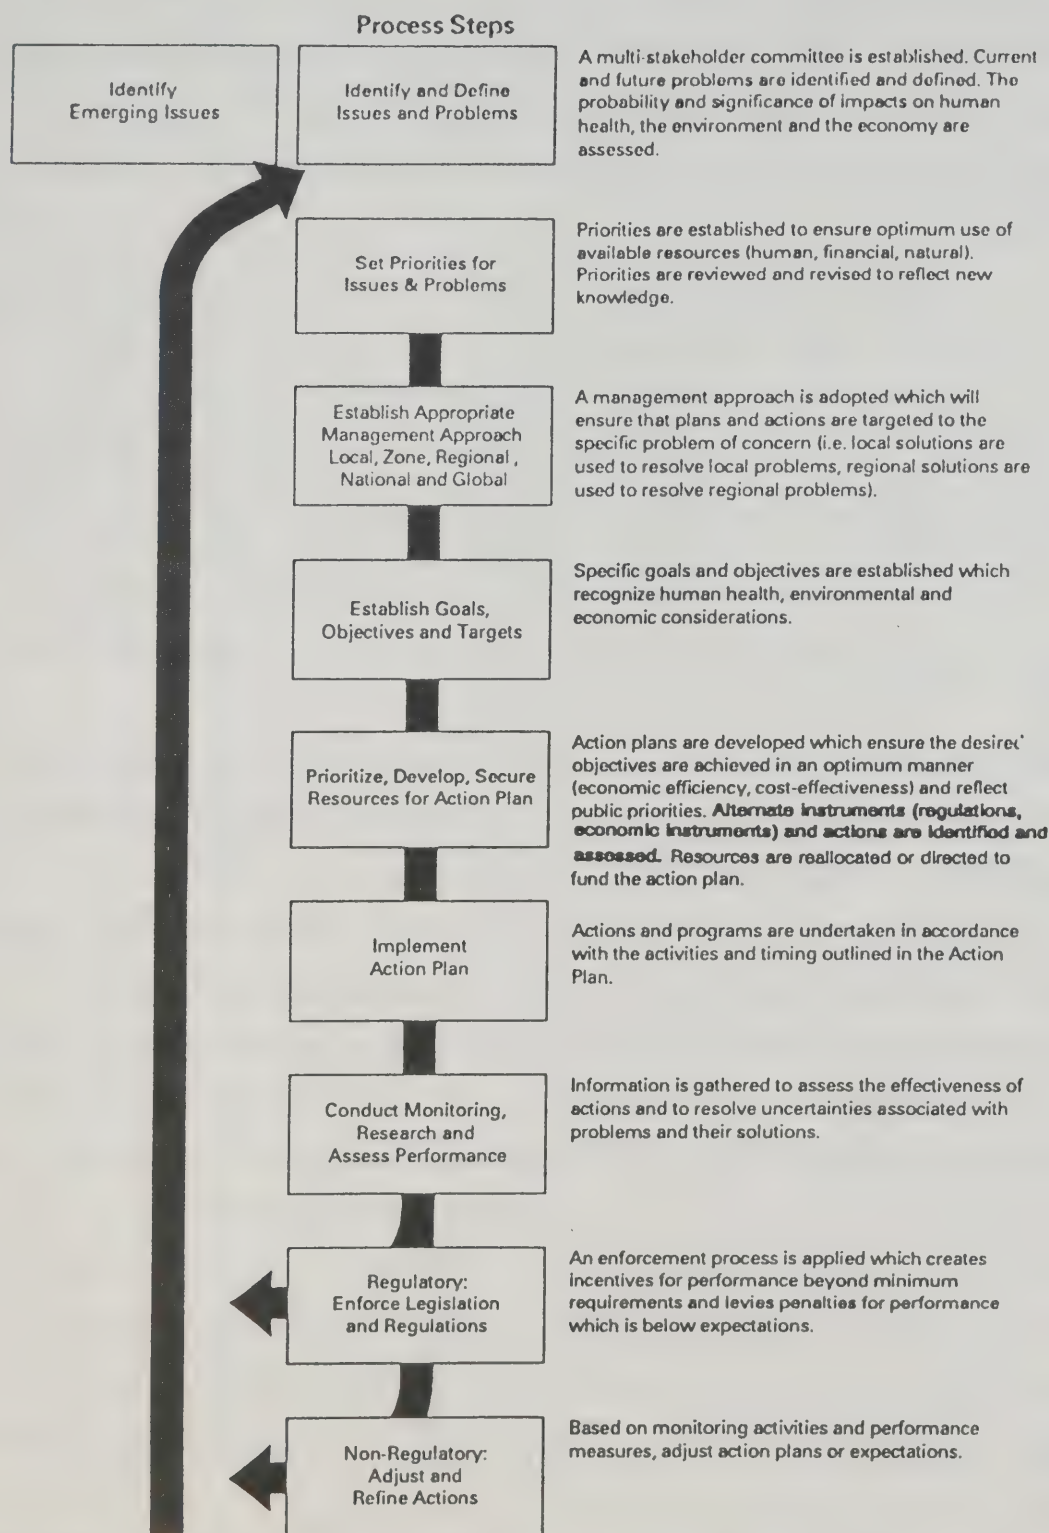 Process Steps
Identify
Emerging Issues
Identify and Define
Issues and Problems
A multi-stakeholder committee is established. Current
and future problems are identified and defined. The
probability and significance of impacts on human
health, the environment and the economy are
assessed.
Set Priorities for
Issues & Problems
Priorities are established to ensure optimum use of
available resources (human, financial, natural).
Priorities are reviewed and revised to reflect new
knowledge.
Establish Appropriate
Management Approach
Local, Zone, Regional ,
National and Global
A management approach is adopted which will
ensure that plans and actions are targeted to the
specific problem of concern (i.e. local solutions are
used to resolve local problems, regional solutions are
used to resolve regional problems).
Establish Goals,
Objectives and Targets
Specific goals and objectives are established which
recognize human health, environmental and
economic considerations.
Prioritize, Develop, Secure
Resources for Action Plan
Action plans are developed which ensure the desired
objectives are achieved in an optimum manner
(economic efficiency, cost-effectiveness) and reflect
public priorities. Alternate instruments (regulations,
economic instruments) and actions are identified and
assessed. Resources are reallocated or directed to
fund the action plan.
Implement
Action Plan
Actions and programs are undertaken in accordance
with the activities and timing outlined in the Action
Plan.
Conduct Monitoring,
Research and
Assess Performance
Information is gathered to assess the effectiveness of
actions and to resolve uncertainties associated with
problems and their solutions.
Regulatory:
Enforce Legislation
and Regulations
An enforcement process is applied which creates
incentives for performance beyond minimum
requirements and levies penalties for performance
which is below expectations.
Non-Regulatory:
Adjust and
Refine Actions
Based on monitoring activities and performance
measures, adjust action plans or expectations.